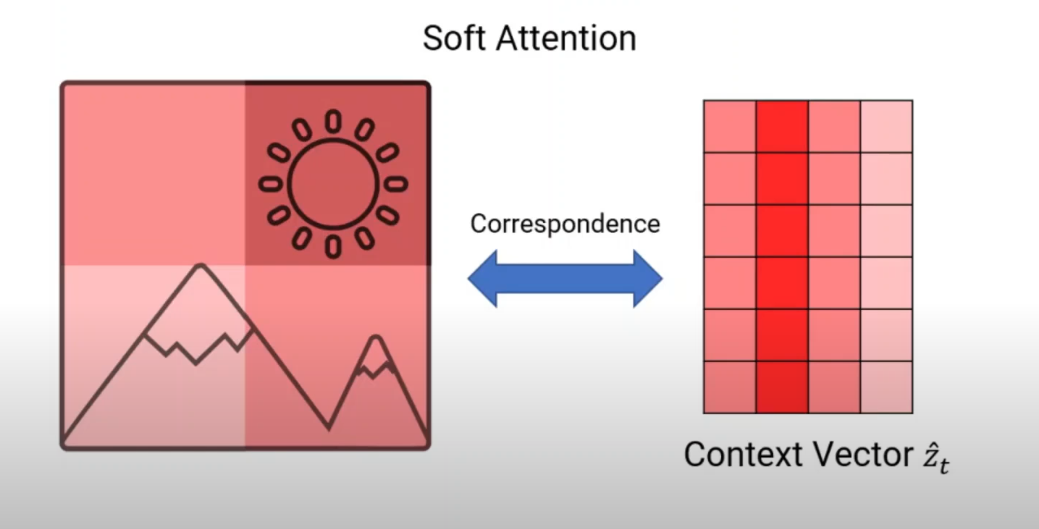 Soft Attention
Correspondence
Context Vector ẑₜ